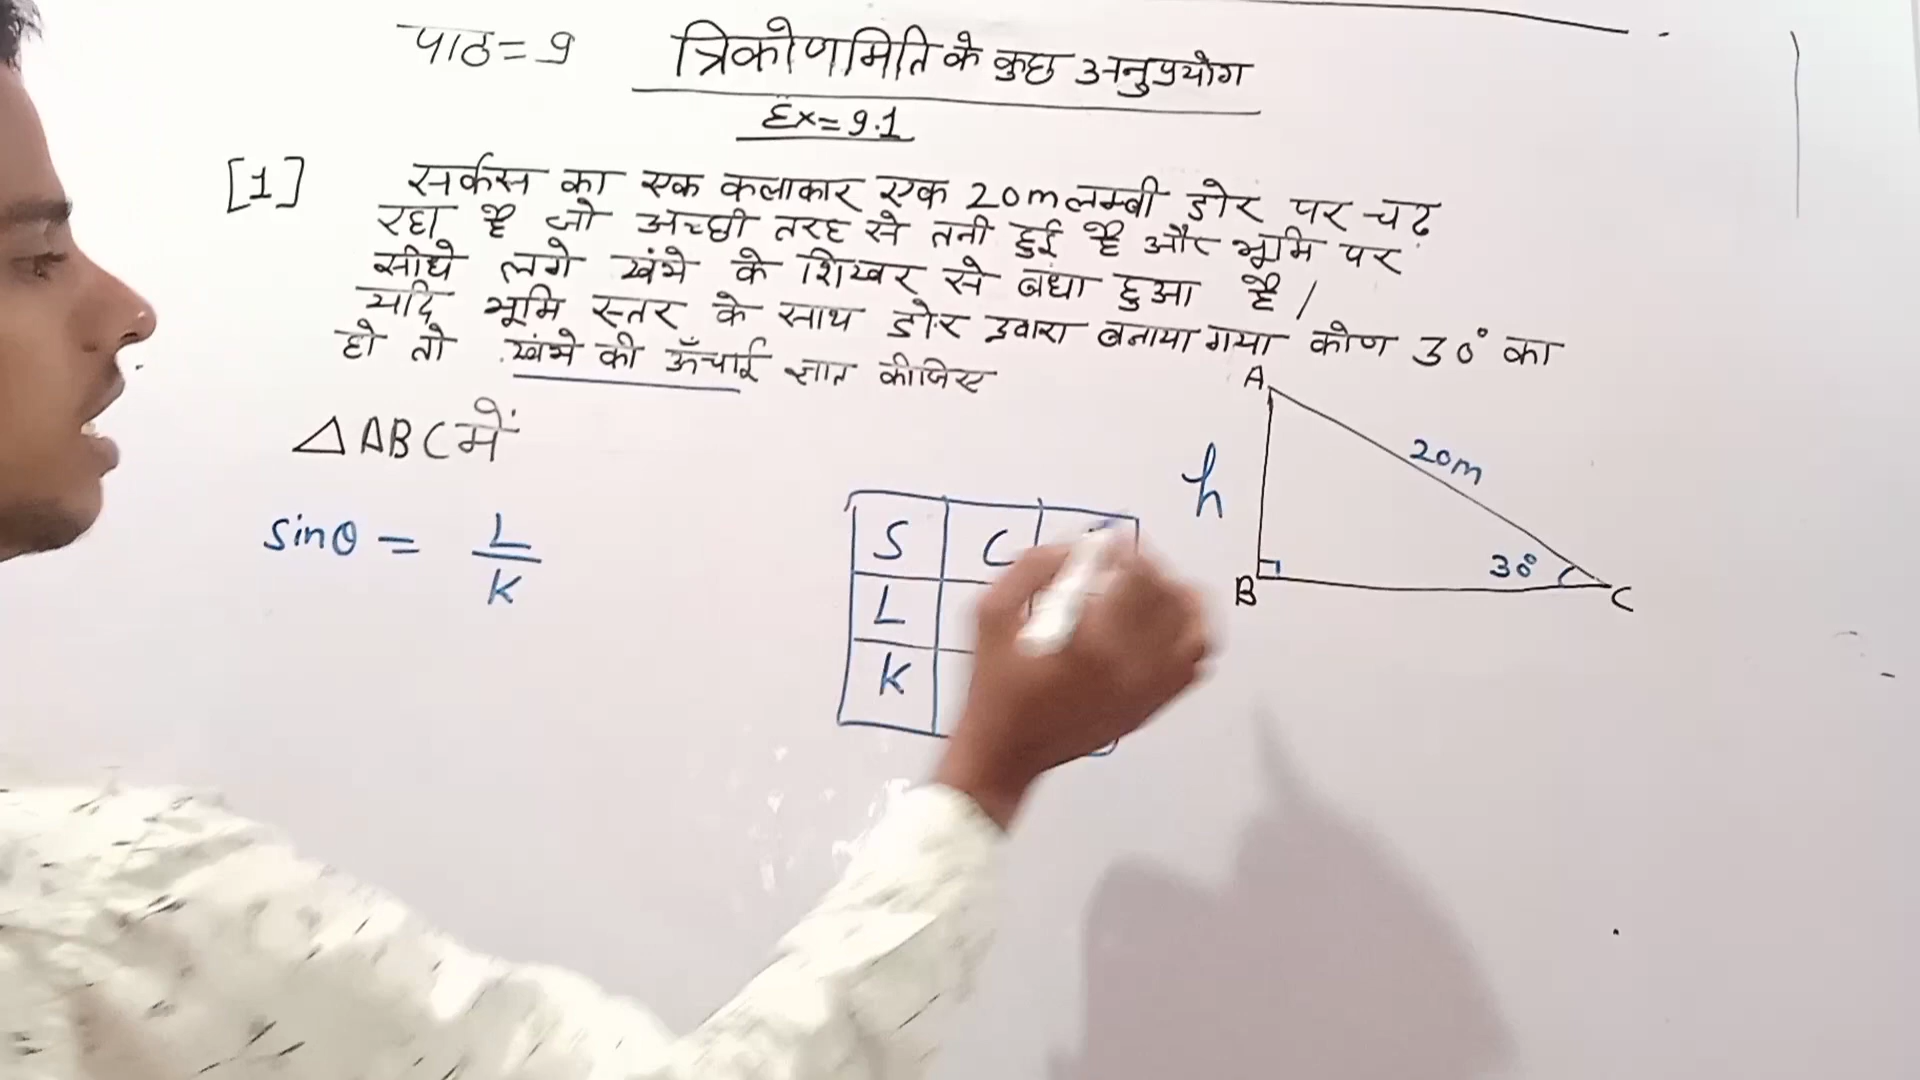 पाठ=9 त्रिकोणमिति के कुछ अनुप्रयोग
Ex=9.1
[1] सर्कस का एक कलाकार एक 20m लम्बी डोर पर चढ़
रहा है जो अच्छी तरह से तनी हुई है और भूमि पर
सीधे लगे खंभे के शिखर से बंधा हुआ है।
यदि भूमि स्तर के साथ डोर द्वारा बनाया गया कोण 30° का
हो तो खंभे की ऊँचाई ज्ञात कीजिए
△ABC में
sinθ = L/K
S C
L
K
A
h
20m
30°
B
C